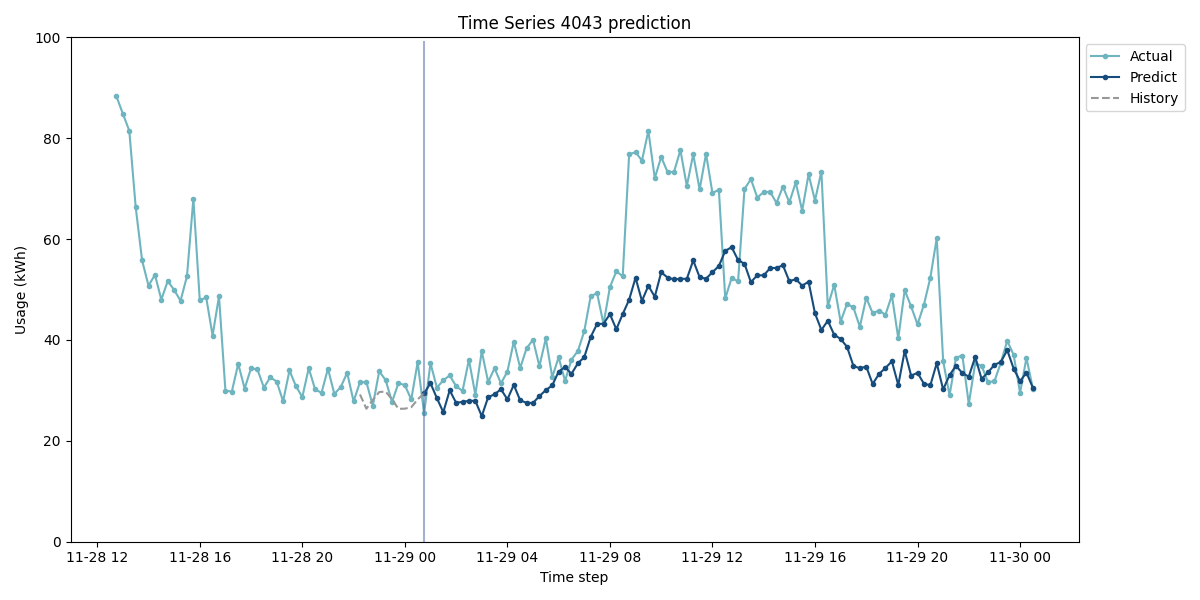 Time Series 4043 prediction
100
80
60
40
20
0
Usage (kWh)
11-28 12
11-28 16
11-28 20
11-29 00
11-29 04
11-29 08
11-29 12
11-29 16
11-29 20
11-30 00
Time step
Actual
Predict
History